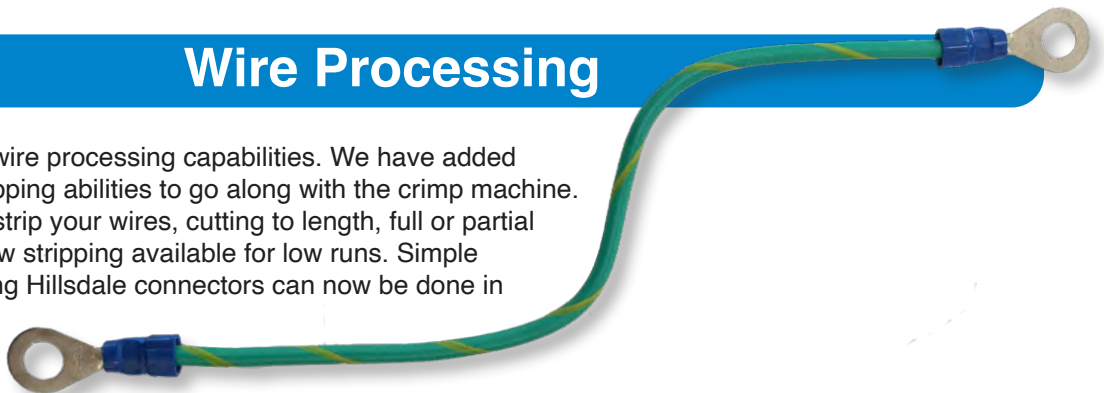 Wire Processing
wire processing capabilities. We have added
pping abilities to go along with the crimp machine.
strip your wires, cutting to length, full or partial
w stripping available for low runs. Simple
ng Hillsdale connectors can now be done in